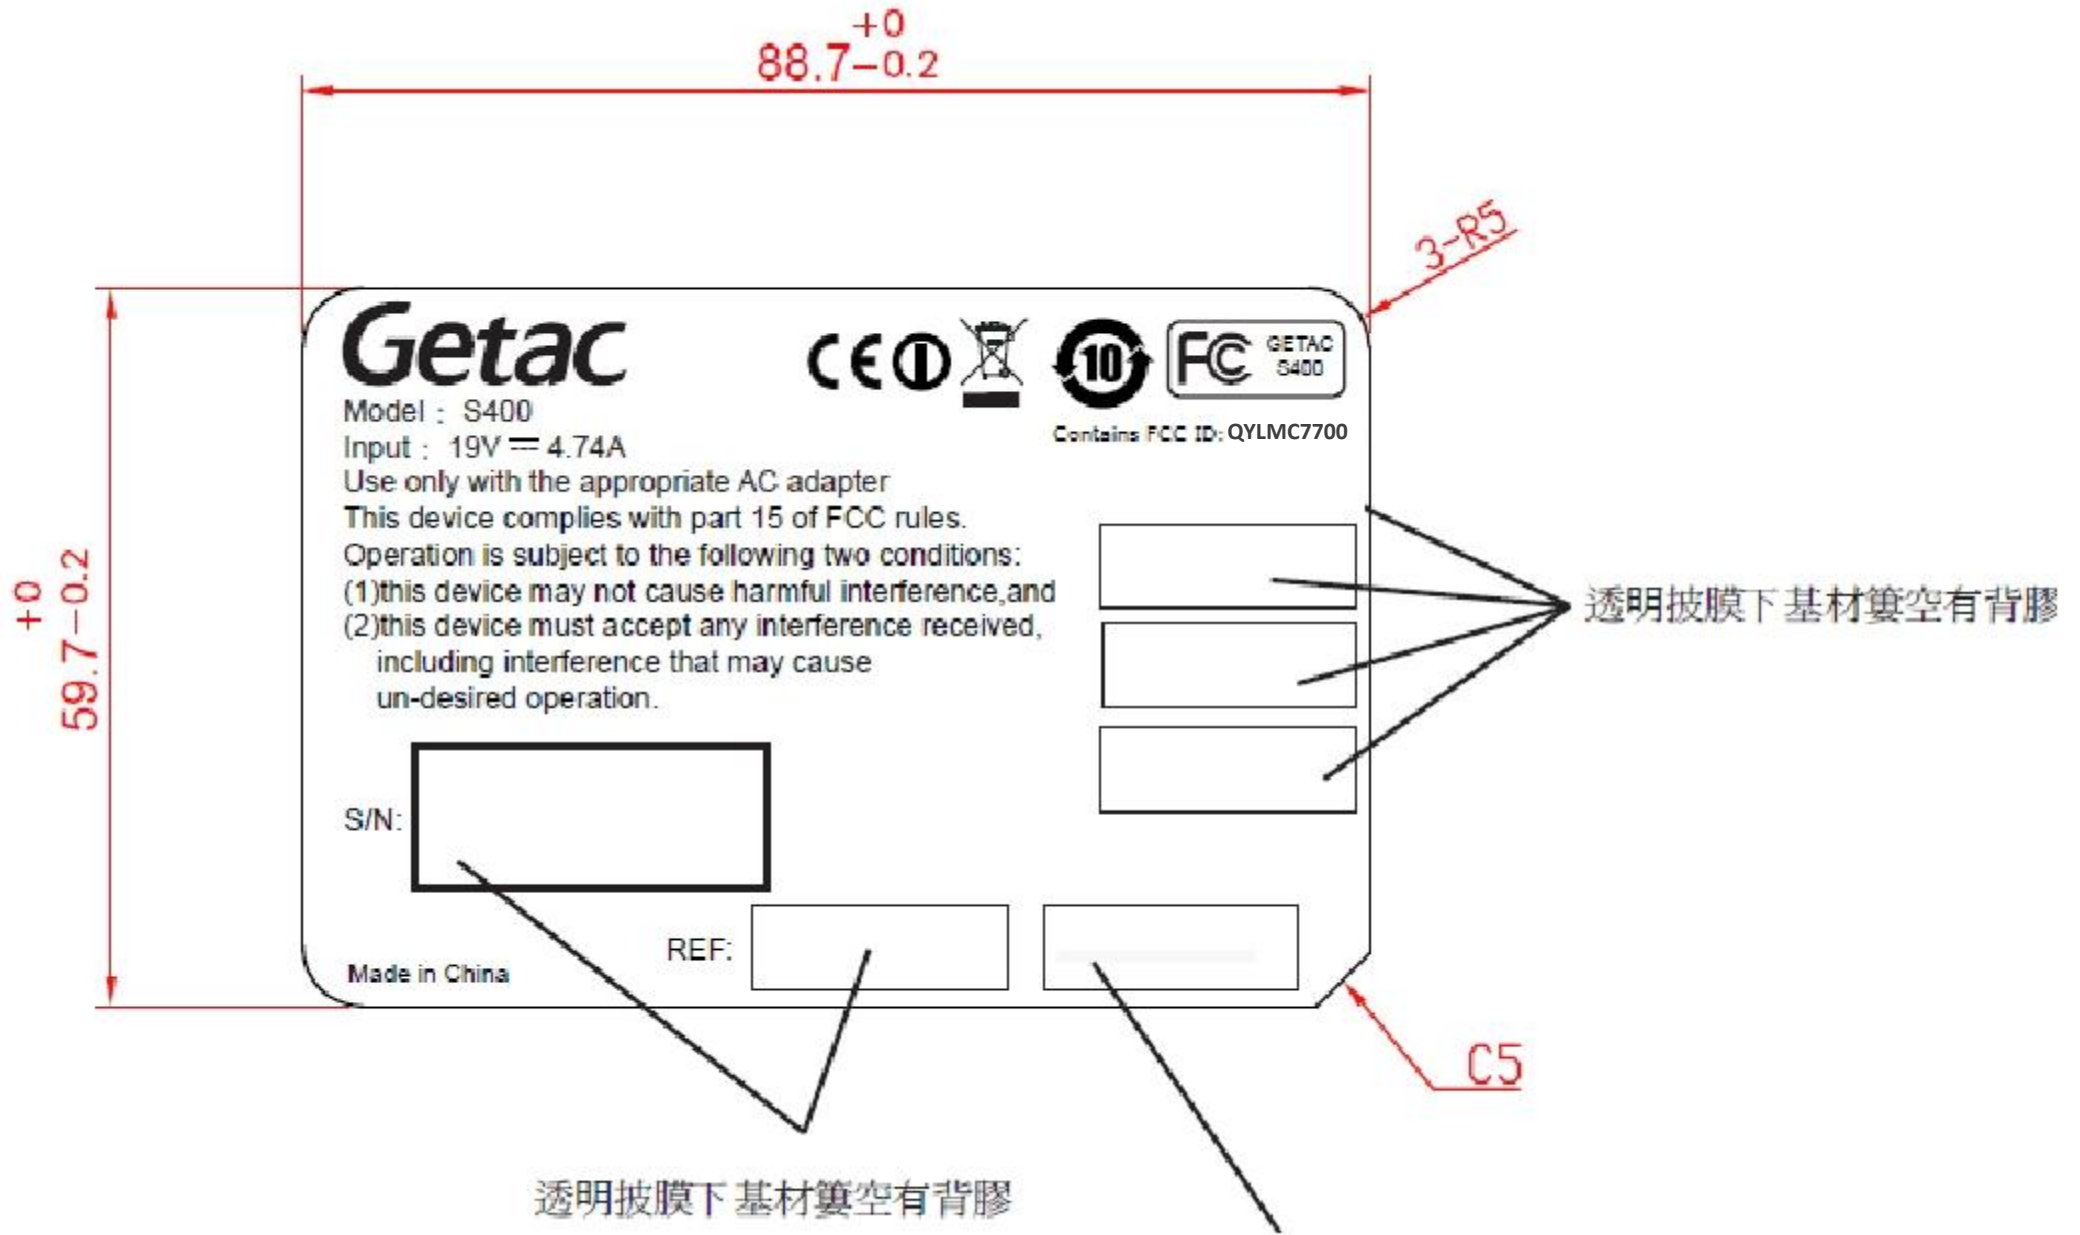 +0
88.7-0.2
3-R5
+0
59.7-0.2
Getac
CE
10
FC
GETAC
S400
Model : S400
Contains FCC ID: QYLMC7700
Input : 19V 4.74A
Use only with the appropriate AC adapter
This device complies with part 15 of FCC rules.
Operation is subject to the following two conditions:
(1)this device may not cause harmful interference,and
(2)this device must accept any interference received,
including interference that may cause
un-desired operation.
透明披膜下基材簍空有背膠
S/N:
REF:
Made in China
C5
透明披膜下基材簍空有背膠